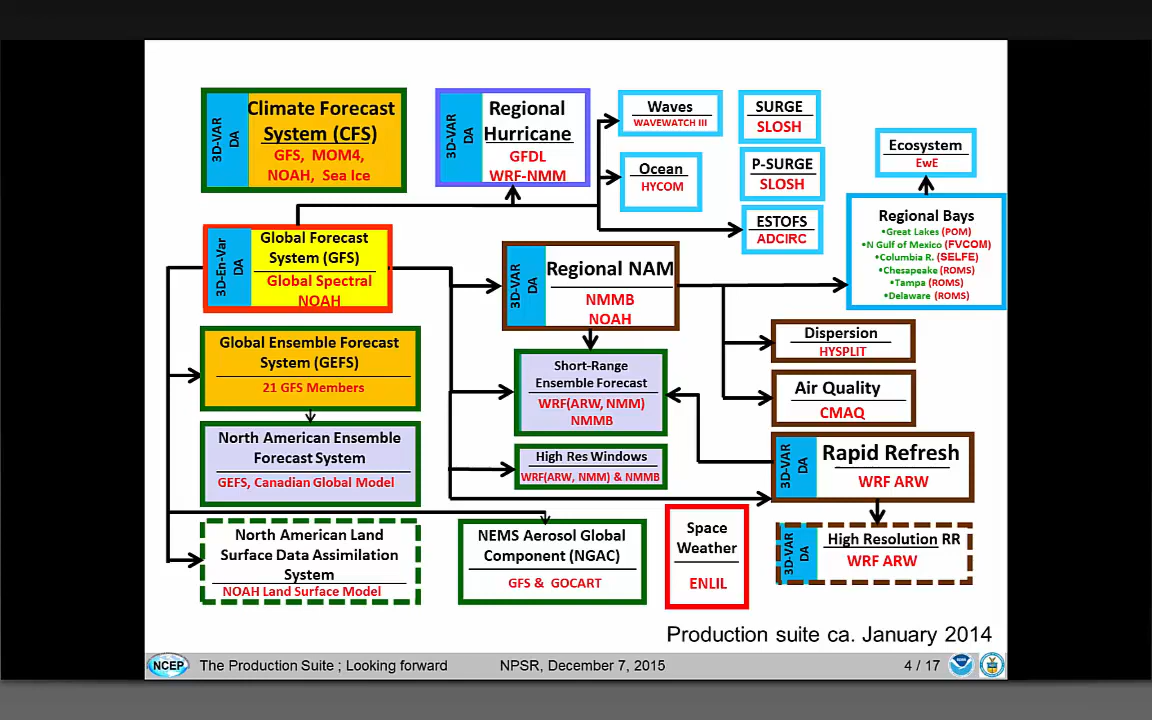 3D-VAR
DA
Climate Forecast
System (CFS)
GFS, MOM4,
NOAH, Sea Ice
3D-VAR
DA
Regional
Hurricane
GFDL
WRF-NMM
Waves
WAVEWATCH III
SURGE
SLOSH
Ocean
HYCOM
P-SURGE
SLOSH
Ecosystem
EwE
ESTOFS
ADCIRC
Regional Bays
•Great Lakes (POM)
•N Gulf of Mexico (FVCOM)
•Columbia R. (SELFE)
•Chesapeake (ROMS)
•Tampa (ROMS)
•Delaware (ROMS)
3D-En-Var
DA
Global Forecast
System (GFS)
Global Spectral
NOAH
3D-VAR
DA
Regional NAM
NMMB
NOAH
Dispersion
HYSPLIT
Global Ensemble Forecast
System (GEFS)
21 GFS Members
Short-Range
Ensemble Forecast
WRF(ARW, NMM)
NMMB
Air Quality
CMAQ
North American Ensemble
Forecast System
GEFS, Canadian Global Model
High Res Windows
WRF(ARW, NMM) & NMMB
3D-VAR
DA
Rapid Refresh
WRF ARW
North American Land
Surface Data Assimilation
System
NOAH Land Surface Model
NEMS Aerosol Global
Component (NGAC)
GFS & GOCART
Space
Weather
ENLIL
3D-VAR
DA
High Resolution RR
WRF ARW
Production suite ca. January 2014
NCEP
The Production Suite ; Looking forward
NPSR, December 7, 2015
4 / 17